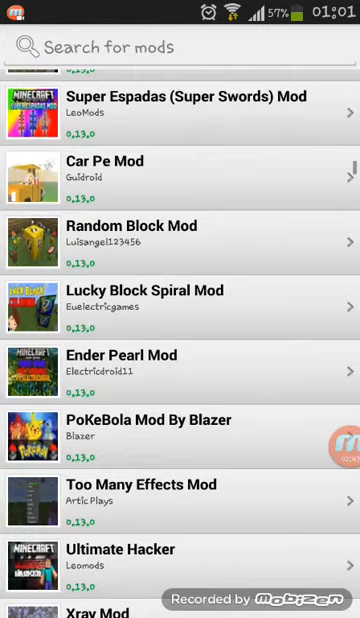 57% 01:01
Search for mods
0.13.0
Super Espadas (Super Swords) Mod
LeoMods
0.13.0
Car Pe Mod
Guidroid
0.13.0
Random Block Mod
Luisangel123456
0.13.0
Lucky Block Spiral Mod
Euelectricgames
0.13.0
Ender Pearl Mod
Electricdroid11
0.13.0
PoKeBola Mod By Blazer
Blazer
0.13.0
Too Many Effects Mod
Artic Plays
0.13.0
Ultimate Hacker
Leomods
0.13.0
Xray Mod
Recorded by mobizen